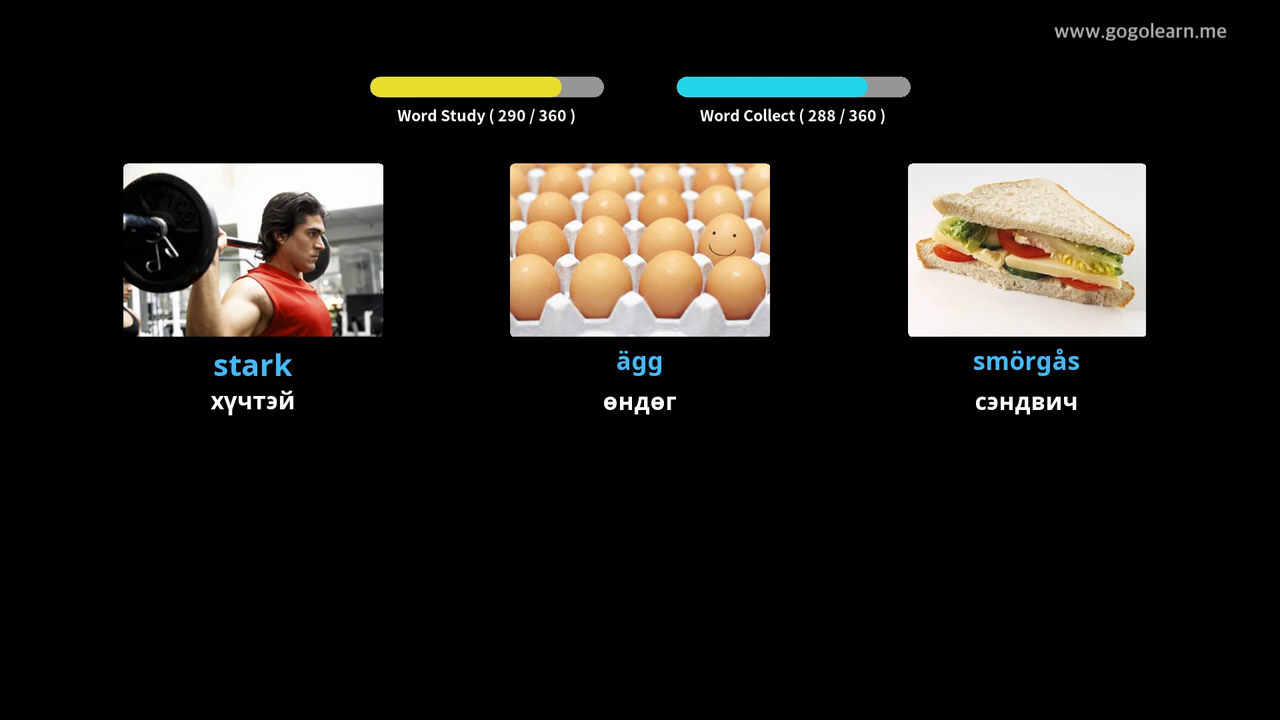 www.gogolearn.me
Word Study ( 290 / 360 )
Word Collect ( 288 / 360 )
stark
хүчтэй
ägg
өндөг
smörgås
сэндвич